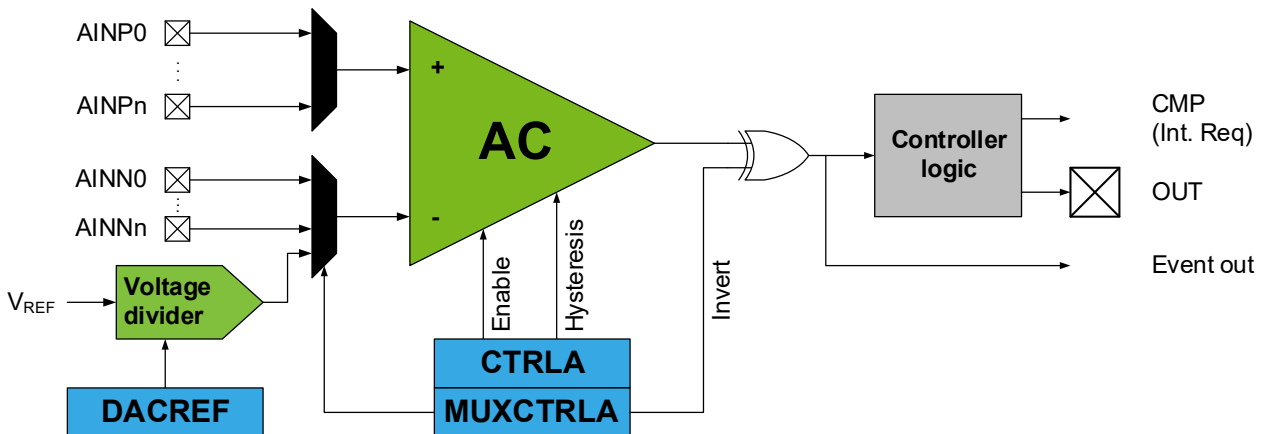 AINP0
AINPn
AINN0
AINNn
VREF
Voltage
divider
DACREF
+
AC
-
Enable
Hysteresis
CTRLA
MUXCTRLA
Invert
Controller
logic
CMP
(Int. Req)
OUT
Event out